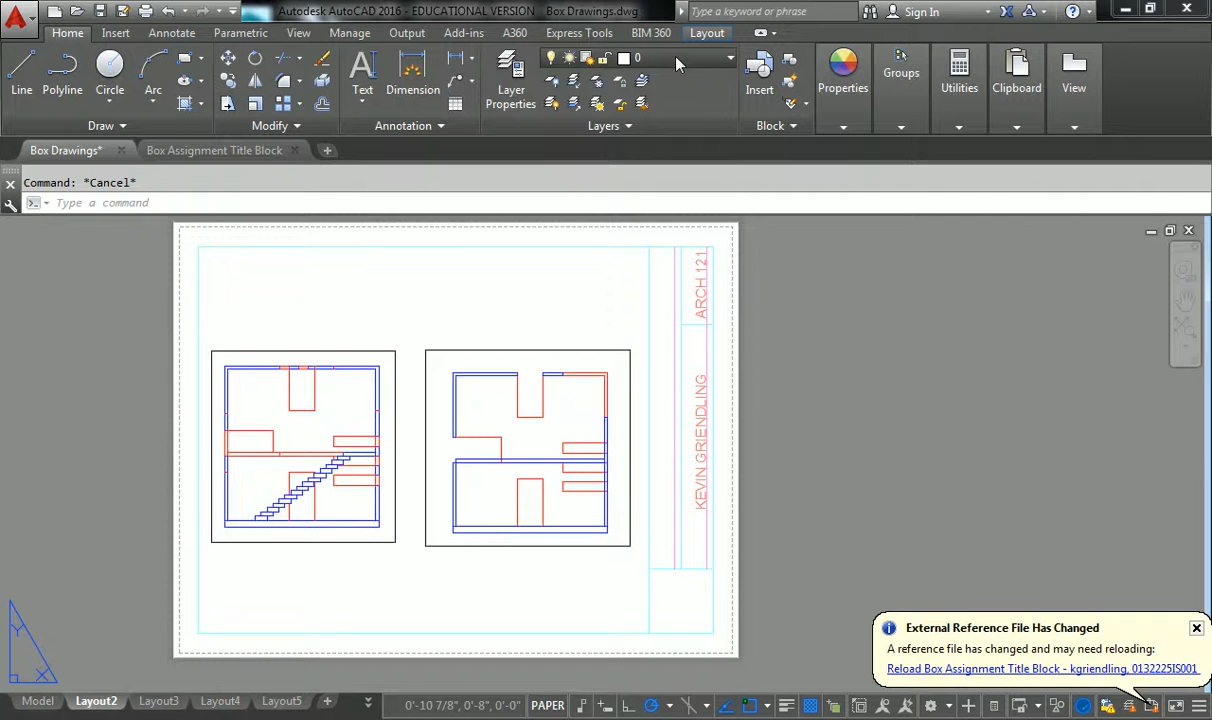 Autodesk AutoCAD 2016 - EDUCATIONAL VERSION Box Drawings.dwg
Type a keyword or phrase
Sign In
Home Insert Annotate Parametric View Manage Output Add-ins A360 Express Tools BIM 360 Layout
0
Line Polyline Circle Arc Text Dimension Layer Properties Insert Properties Groups Utilities Clipboard View
Draw Modify Annotation Layers Block
Box Drawings* Box Assignment Title Block
Command: *Cancel*
Type a command
ARCH 121
KEVIN GRIENDLING
Y
X
External Reference File Has Changed
A reference file has changed and may need reloading:
Reload Box Assignment Title Block - kgriendling, 0132225IS001
Model Layout2 Layout3 Layout4 Layout5
0'-10 7/8", 0'-8", 0'-0" PAPER